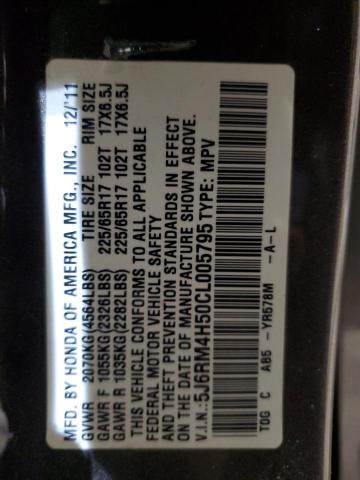 MFD. BY HONDA OF AMERICA MFG., INC. 12/'11
TIRE SIZE RIM SIZE
GVWR 2070KG(4564LBS)
GAWR F 1055KG(2326LBS) 225/65R17 102T 17X6.5J
GAWR R 1035KG(2282LBS) 225/65R17 102T 17X6.5J
THIS VEHICLE CONFORMS TO ALL APPLICABLE
FEDERAL MOTOR VEHICLE SAFETY
AND THEFT PREVENTION STANDARDS IN EFFECT
ON THE DATE OF MANUFACTURE SHOWN ABOVE.
V.I.N.: 5J6RM4H50CL005795 TYPE: MPV
T0G C A85 -YR578M -A-L